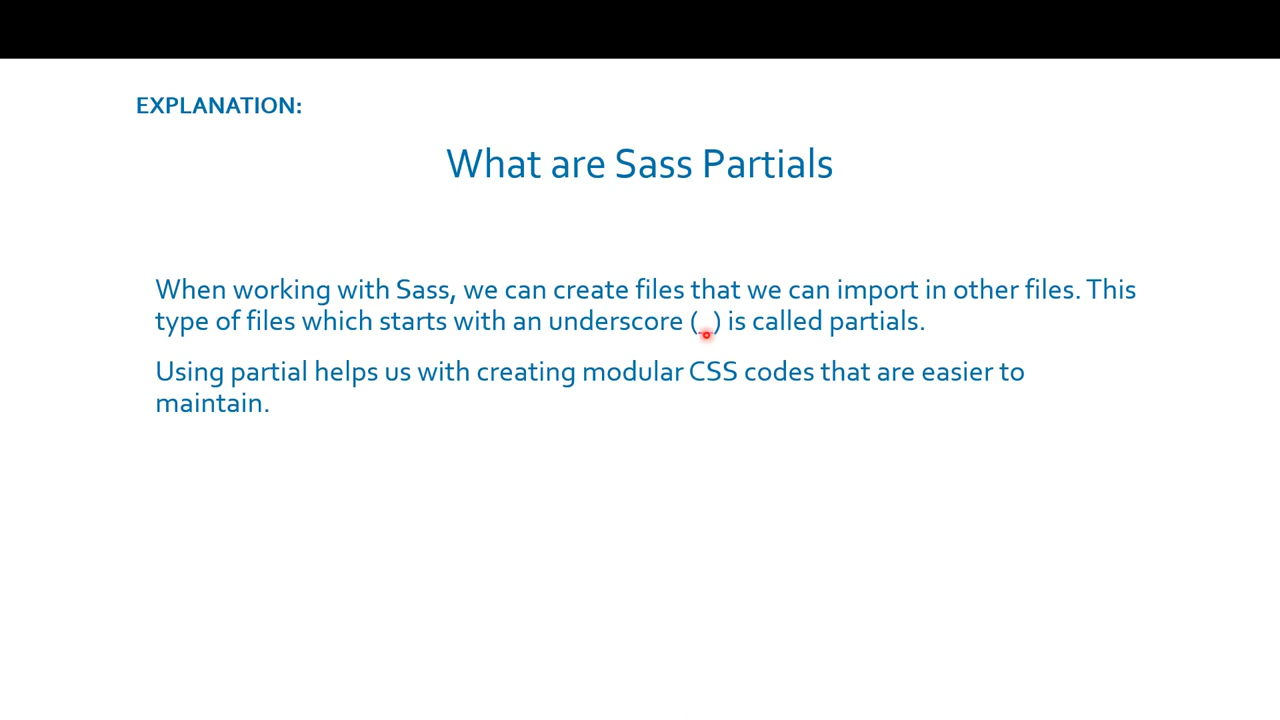 EXPLANATION:
What are Sass Partials
When working with Sass, we can create files that we can import in other files. This
type of files which starts with an underscore (_) is called partials.
Using partial helps us with creating modular CSS codes that are easier to
maintain.